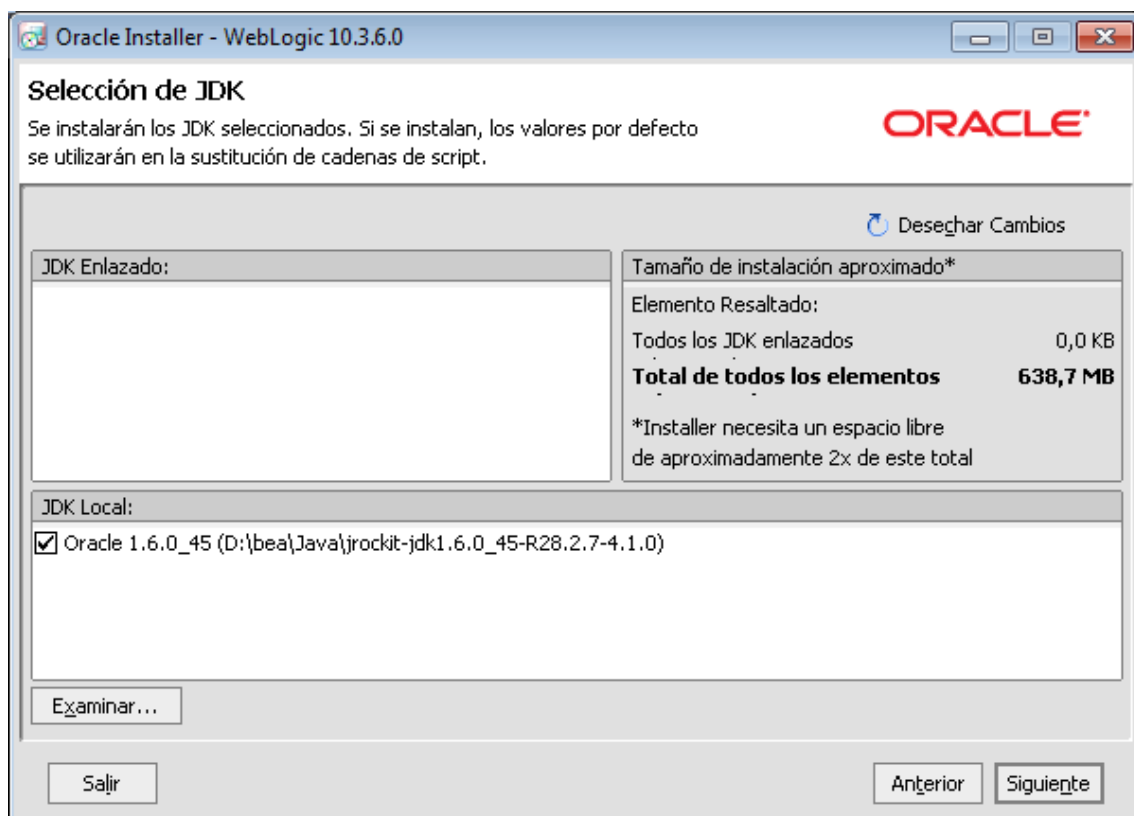 Oracle Installer - WebLogic 10.3.6.0
Selección de JDK
Se instalarán los JDK seleccionados. Si se instalan, los valores por defecto
se utilizarán en la sustitución de cadenas de script.
ORACLE
Desechar Cambios
JDK Enlazado:
Tamaño de instalación aproximado*
Elemento Resaltado:
Todos los JDK enlazados 0,0 KB
Total de todos los elementos 638,7 MB
*Installer necesita un espacio libre
de aproximadamente 2x de este total
JDK Local:
Oracle 1.6.0_45 (D:\bea\Java\jrockit-jdk1.6.0_45-R28.2.7-4.1.0)
Examinar...
Salir Anterior Siguiente